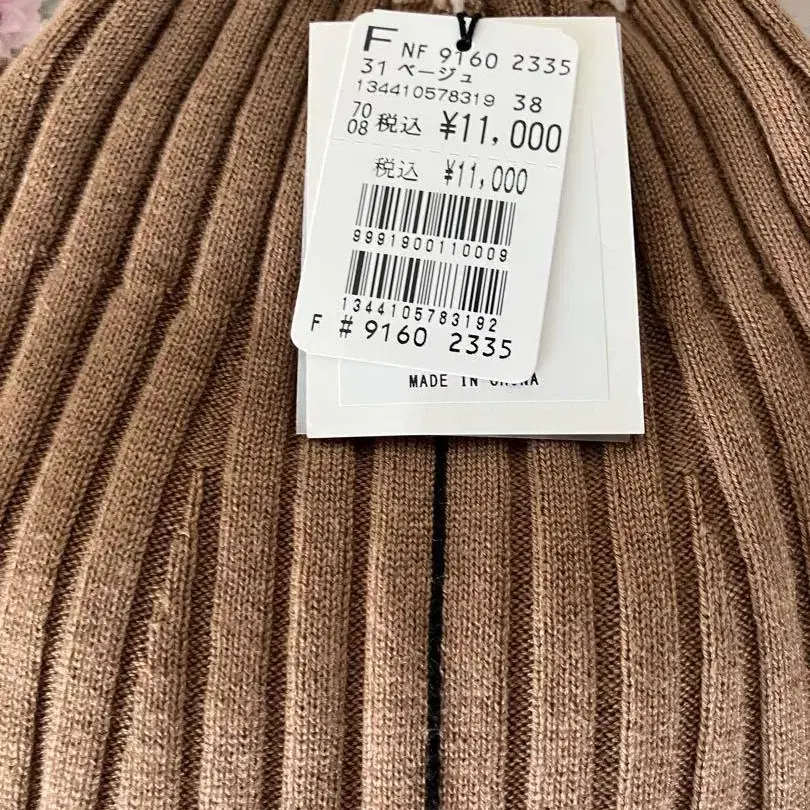 F NF 9160 2335
31 ベージュ
134410578319 38
70
08 税込 ¥11,000
税込 ¥11,000
9991900110009
1344105783192
F # 9160 2335
MADE IN CHINA